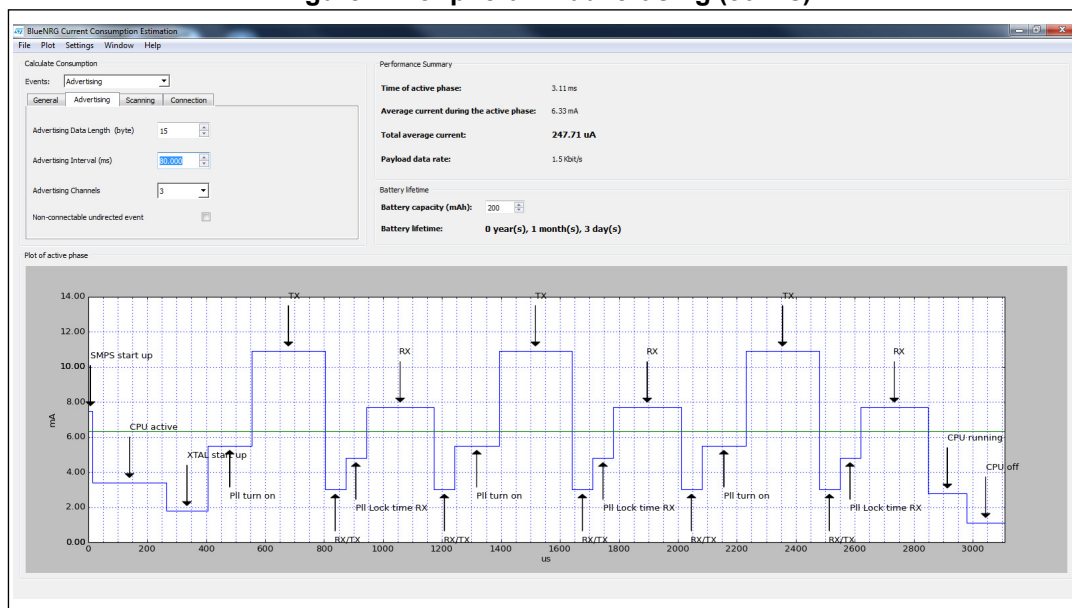 BlueNRG Current Consumption Estimation
File Plot Settings Window Help
Calculate Consumption
Events: Advertising
General Advertising Scanning Connection
Advertising Data Length (byte) 15
Advertising Interval (ms) 80.000
Advertising Channels 3
Non-connectable undirected event
Performance Summary
Time of active phase: 3.11 ms
Average current during the active phase: 6.33 mA
Total average current: 247.71 uA
Payload data rate: 1.5 Kbit/s
Battery lifetime
Battery capacity (mAh): 200
Battery lifetime: 0 year(s), 1 month(s), 3 day(s)
Plot of active phase
14.00
12.00
10.00
8.00
6.00
4.00
2.00
0.00
mA
TX TX TX
SMPS start up
RX RX RX
CPU active
CPU running
XTAL start up
CPU off
Pll turn on Pll turn on Pll turn on
Pll Lock time RX Pll Lock time RX Pll Lock time RX
RX/TX RX/TX RX/TX RX/TX RX/TX
0 200 400 600 800 1000 1200 1400 1600 1800 2000 2200 2400 2600 2800 3000
us